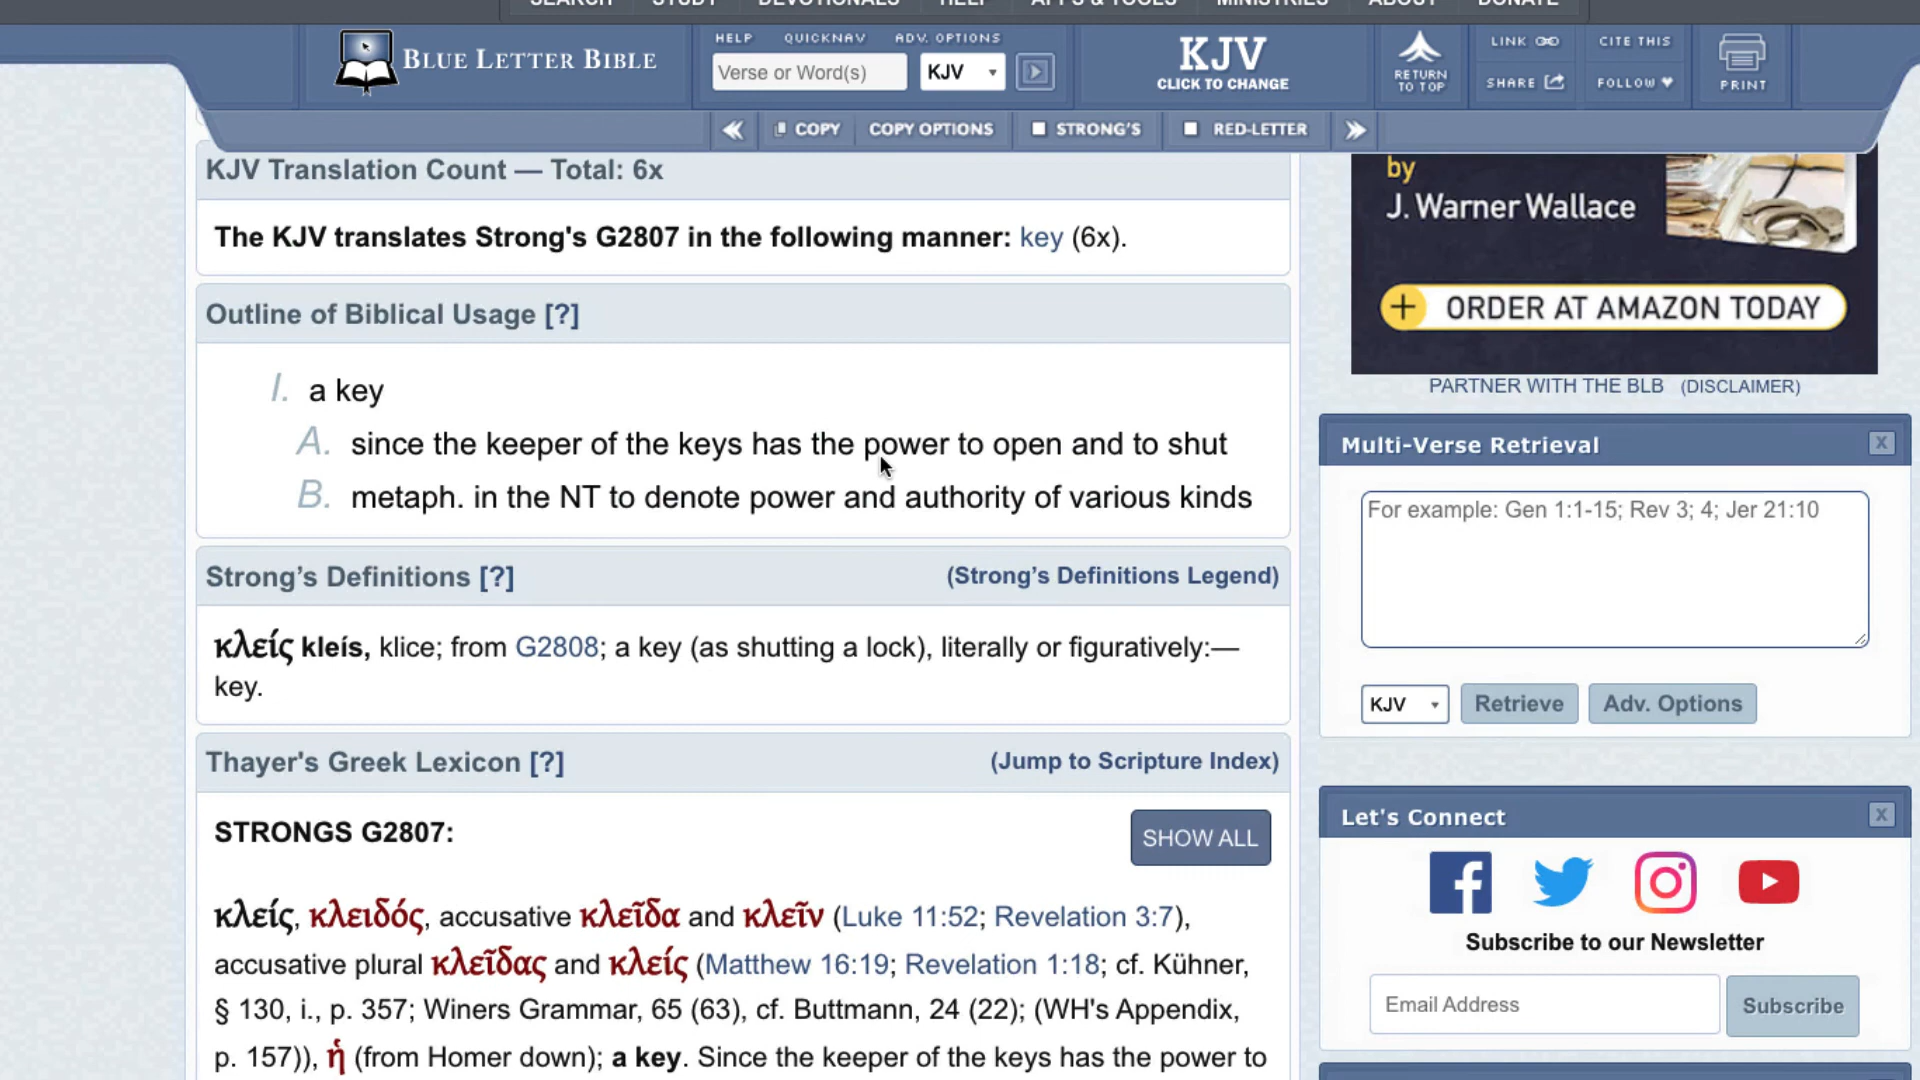 SEARCH STUDY DEVOTIONALS HELP APPS & TOOLS MINISTRIES ABOUT DONATE
BLUE LETTER BIBLE
HELP QUICKNAV ADV. OPTIONS
Verse or Word(s) KJV
KJV
CLICK TO CHANGE
RETURN
TO TOP
LINK
SHARE
CITE THIS
FOLLOW
PRINT
COPY COPY OPTIONS STRONG'S RED-LETTER
KJV Translation Count — Total: 6x
The KJV translates Strong's G2807 in the following manner: key (6x).
Outline of Biblical Usage [?]
I. a key
A. since the keeper of the keys has the power to open and to shut
B. metaph. in the NT to denote power and authority of various kinds
Strong’s Definitions [?] (Strong’s Definitions Legend)
κλείς kleís, klice; from G2808; a key (as shutting a lock), literally or figuratively:—
key.
Thayer's Greek Lexicon [?] (Jump to Scripture Index)
STRONGS G2807:
SHOW ALL
κλείς, κλειδός, accusative κλεῖδα and κλεῖν (Luke 11:52; Revelation 3:7),
accusative plural κλεῖδας and κλείς (Matthew 16:19; Revelation 1:18; cf. Kühner,
§ 130, i., p. 357; Winers Grammar, 65 (63), cf. Buttmann, 24 (22); (WH's Appendix,
p. 157)), ἡ (from Homer down); a key. Since the keeper of the keys has the power to
by
J. Warner Wallace
+ ORDER AT AMAZON TODAY
PARTNER WITH THE BLB (DISCLAIMER)
Multi-Verse Retrieval X
For example: Gen 1:1-15; Rev 3; 4; Jer 21:10
KJV Retrieve Adv. Options
Let's Connect X
Subscribe to our Newsletter
Email Address Subscribe